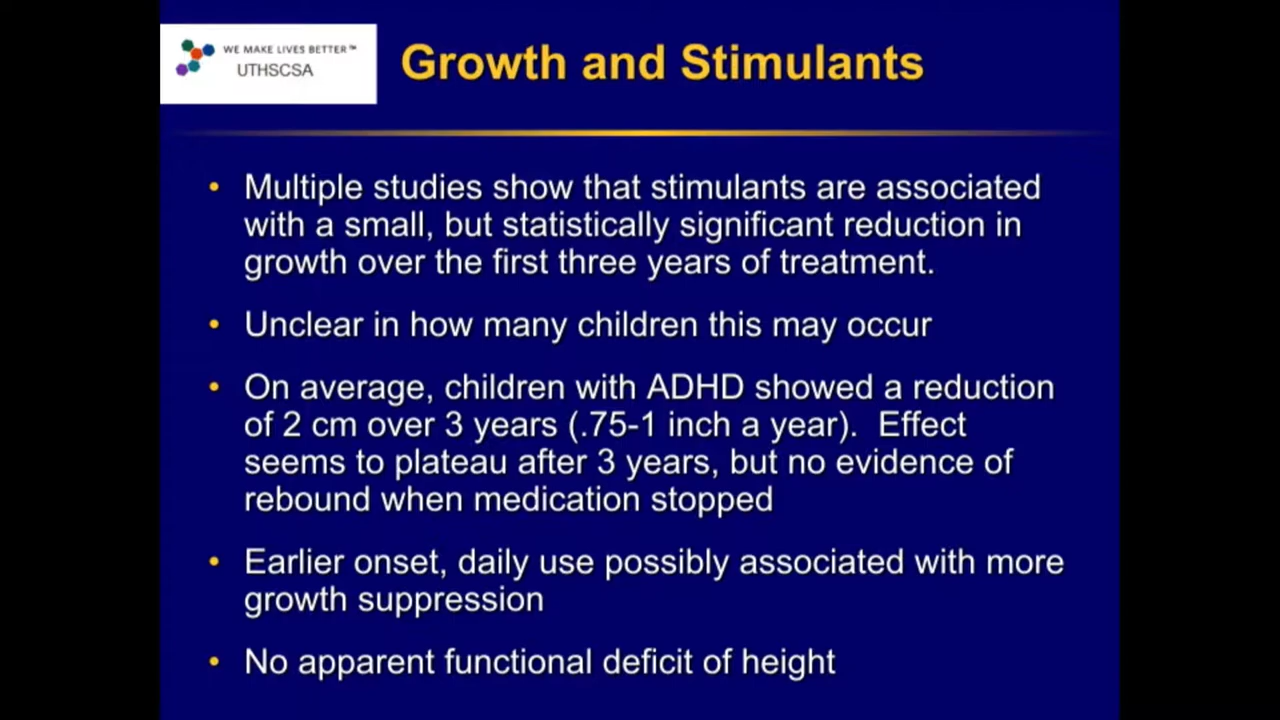 WE MAKE LIVES BETTER™
UTHSCSA
Growth and Stimulants
• Multiple studies show that stimulants are associated
with a small, but statistically significant reduction in
growth over the first three years of treatment.
• Unclear in how many children this may occur
• On average, children with ADHD showed a reduction
of 2 cm over 3 years (.75-1 inch a year).  Effect
seems to plateau after 3 years, but no evidence of
rebound when medication stopped
• Earlier onset, daily use possibly associated with more
growth suppression
• No apparent functional deficit of height